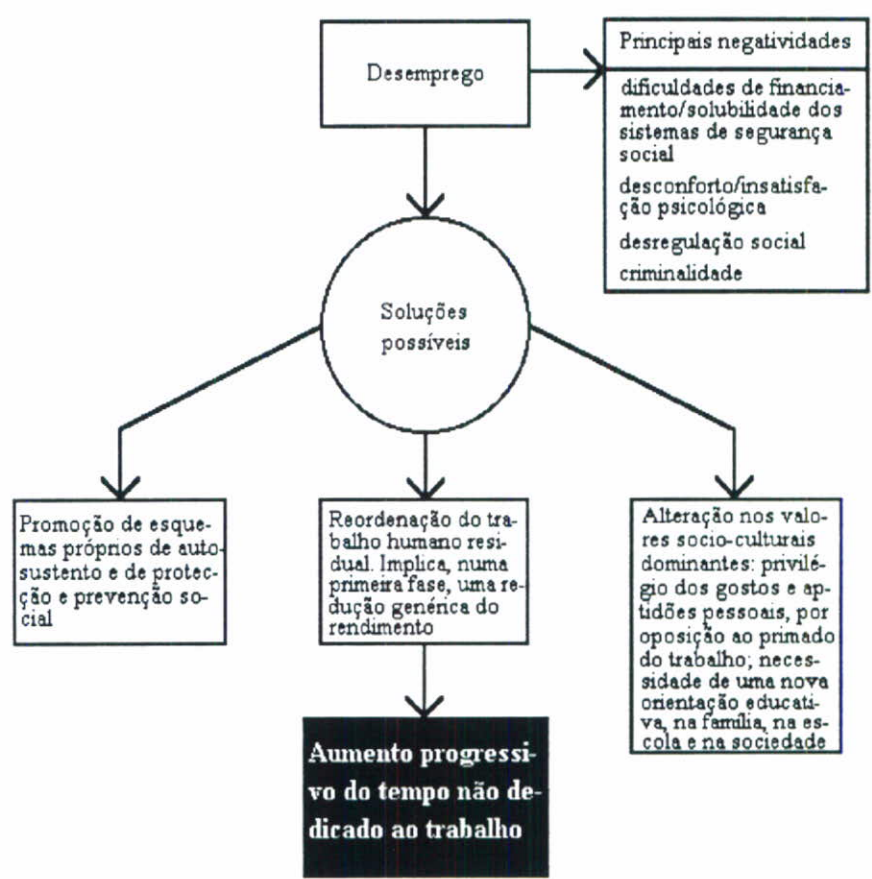 Desemprego
Principais negatividades
dificuldades de financia-
mento/solubilidade dos
sistemas de segurança
social
desconforto/insatisfa-
ção psicológica
desregulação social
criminalidade
Soluções
possíveis
Promoção de esque-
mas próprios de auto-
sustento e de protec-
ção e prevenção so-
cial
Reordenação do tra-
balho humano resi-
dual. Implica, numa
primeira fase, uma re-
dução genérica do
rendimento
Alteração nos valo-
res socio-culturais
dominantes: privilé-
gio dos gostos e ap-
tidões pessoais, por
oposição ao primado
do trabalho; neces-
sidade de uma nova
orientação educati-
va, na família, na es-
cola e na sociedade
Aumento progressi-
vo do tempo não de-
dicado ao trabalho